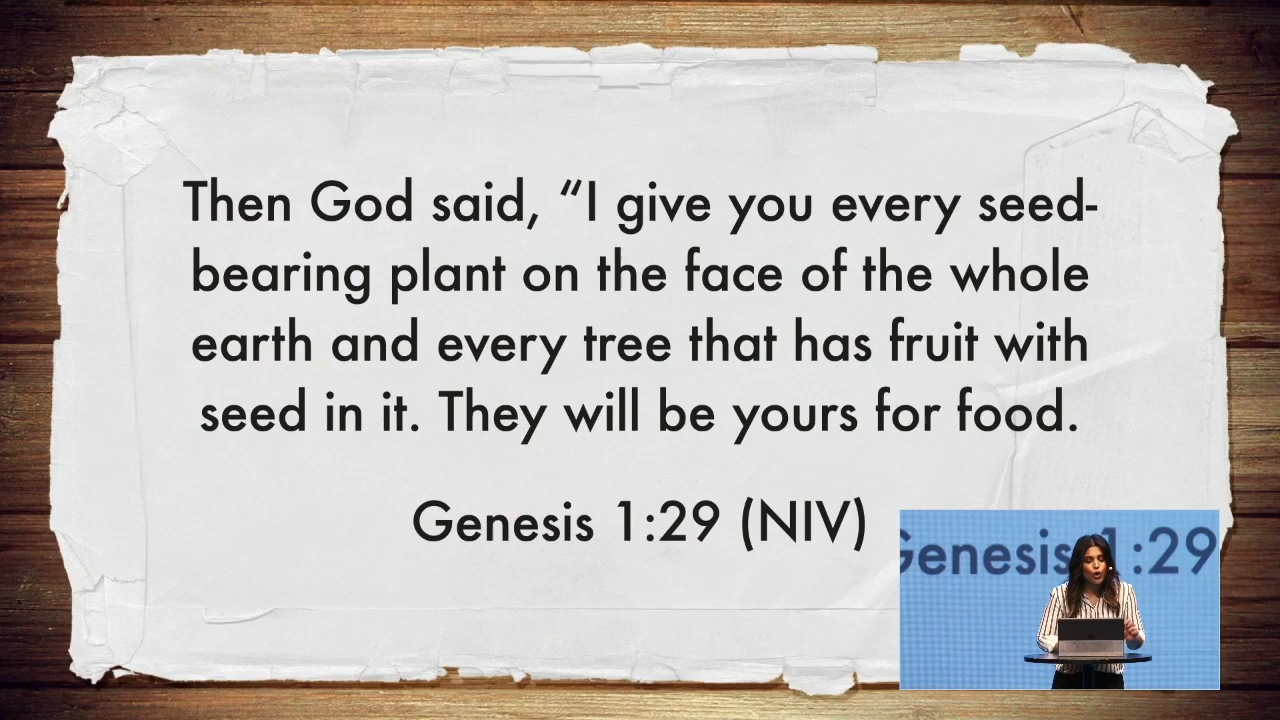 Then God said, “I give you every seed-
bearing plant on the face of the whole
earth and every tree that has fruit with
seed in it. They will be yours for food.
Genesis 1:29 (NIV)
Genesis 1:29